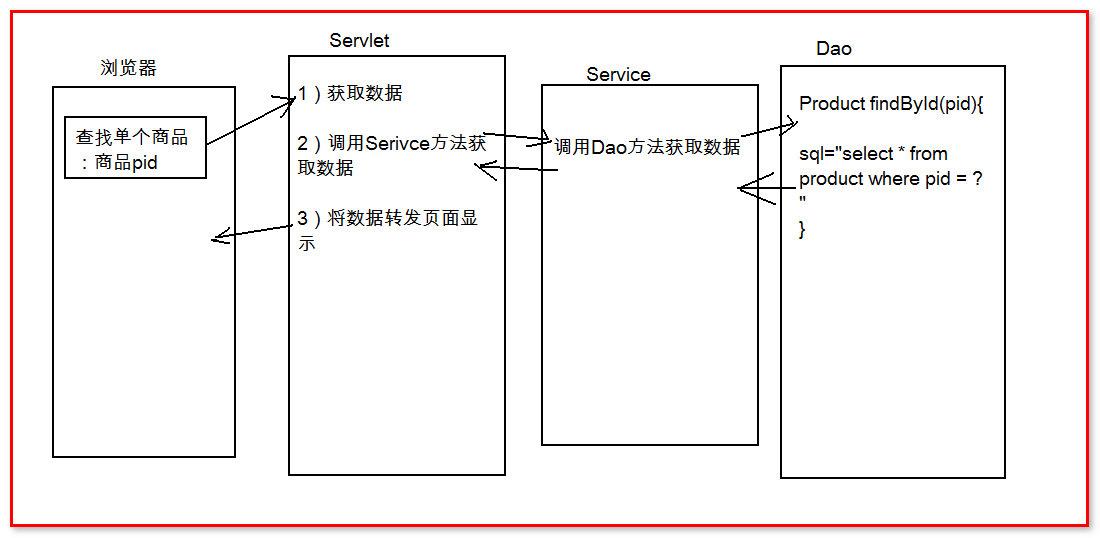 浏览器
查找单个商品
：商品pid
Servlet
1）获取数据
2）调用Serivce方法获
取数据
3）将数据转发页面显
示
Service
调用Dao方法获取数据
Dao
Product findById(pid){
sql="select * from
product where pid = ?
"
}